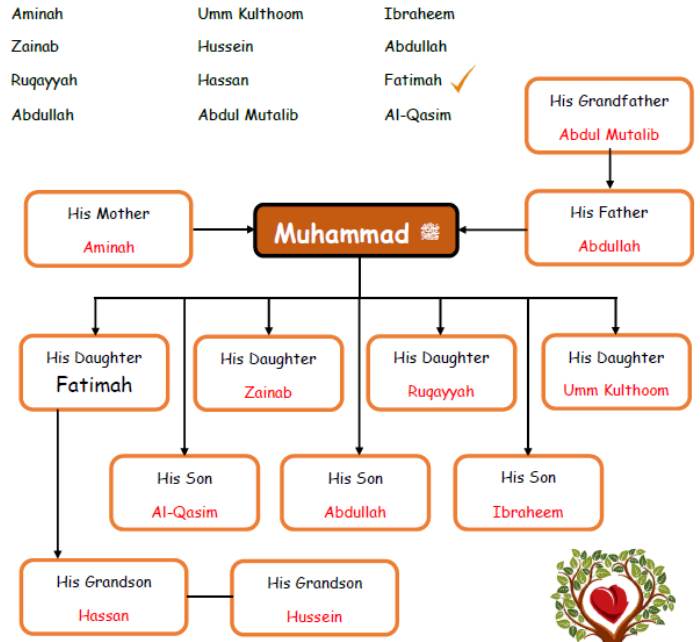 Aminah Umm Kulthoom Ibraheem
Zainab Hussein Abdullah
Ruqayyah Hassan Fatimah
Abdullah Abdul Mutalib Al-Qasim
His Grandfather
Abdul Mutalib
His Mother
Aminah
Muhammad ﷺ
His Father
Abdullah
His Daughter
Fatimah
His Daughter
Zainab
His Daughter
Ruqayyah
His Daughter
Umm Kulthoom
His Son
Al-Qasim
His Son
Abdullah
His Son
Ibraheem
His Grandson
Hassan
His Grandson
Hussein